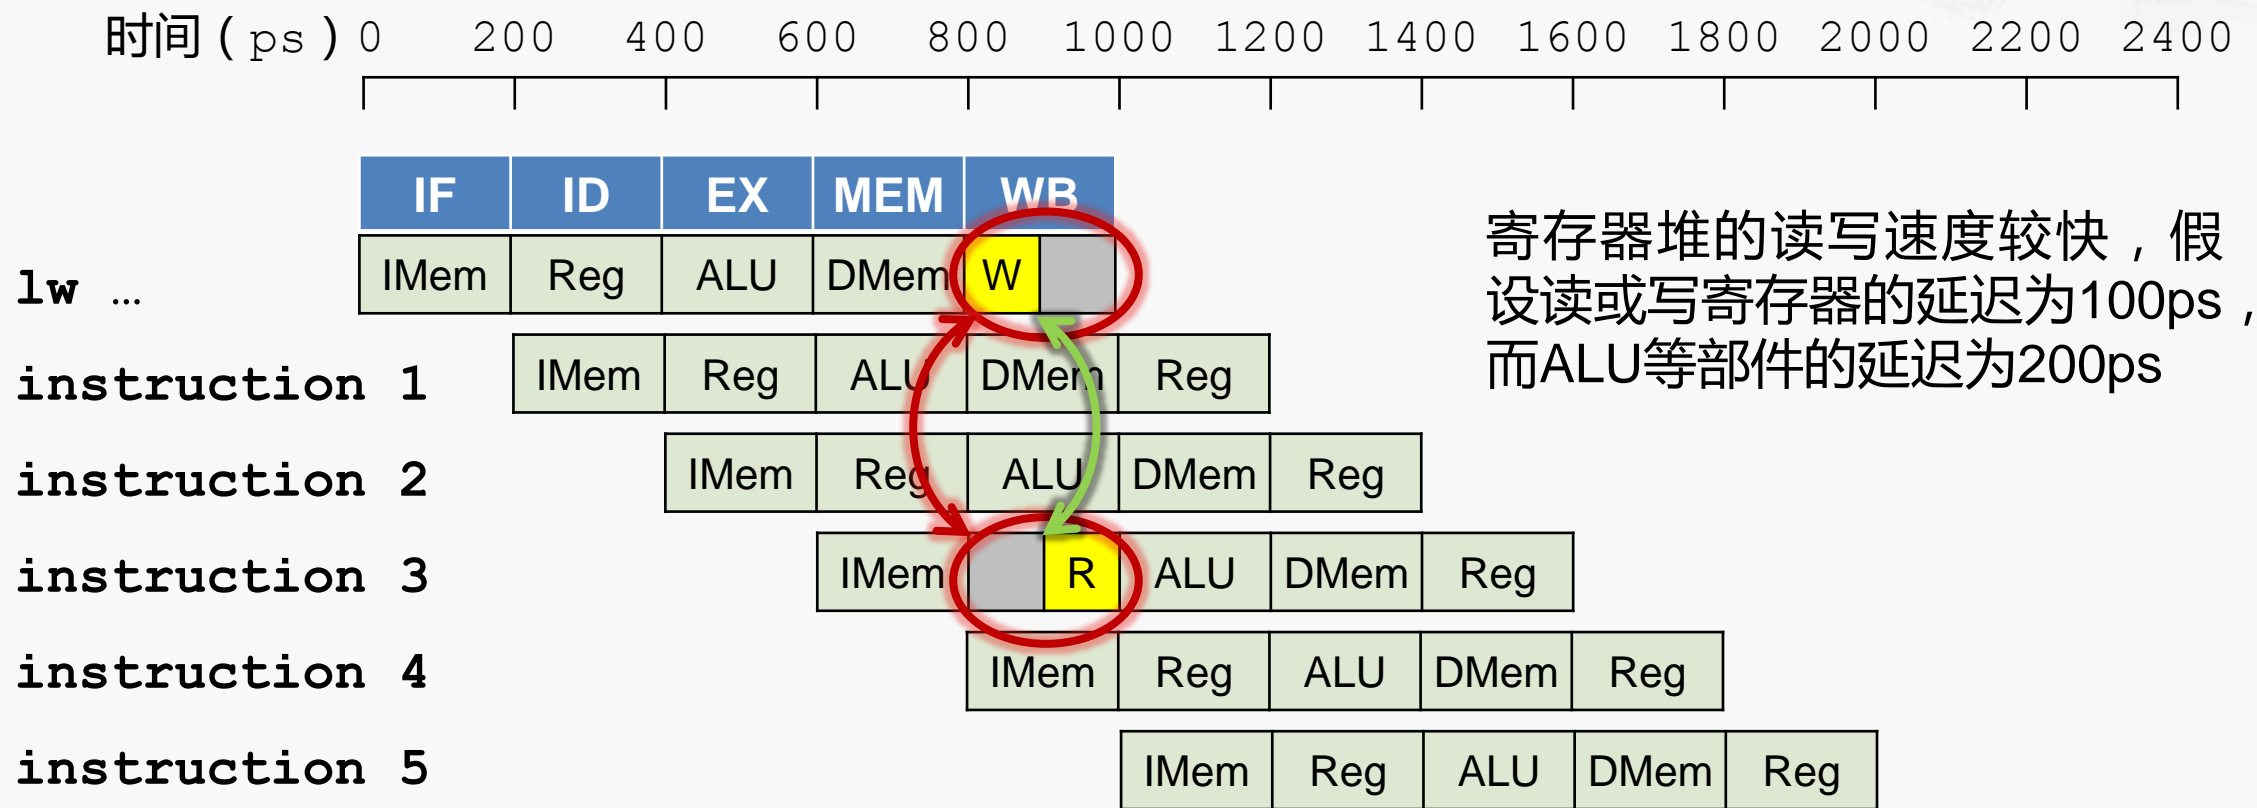 时间（ps）0 200 400 600 800 1000 1200 1400 1600 1800 2000 2200 2400
IF ID EX MEM WB
寄存器堆的读写速度较快，假
设读或写寄存器的延迟为100ps，
而ALU等部件的延迟为200ps
lw … IMem Reg ALU DMem W
instruction 1 IMem Reg ALU DMem Reg
instruction 2 IMem Reg ALU DMem Reg
instruction 3 IMem R ALU DMem Reg
instruction 4 IMem Reg ALU DMem Reg
instruction 5 IMem Reg ALU DMem Reg